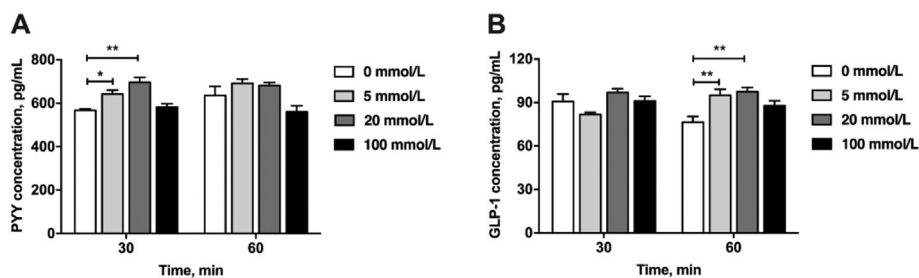 A
PYY concentration, pg/mL
800
600
400
200
0
**
*
30
60
Time, min
0 mmol/L
5 mmol/L
20 mmol/L
100 mmol/L
B
GLP-1 concentration, pg/mL
120
90
60
30
0
**
**
30
60
Time, min
0 mmol/L
5 mmol/L
20 mmol/L
100 mmol/L